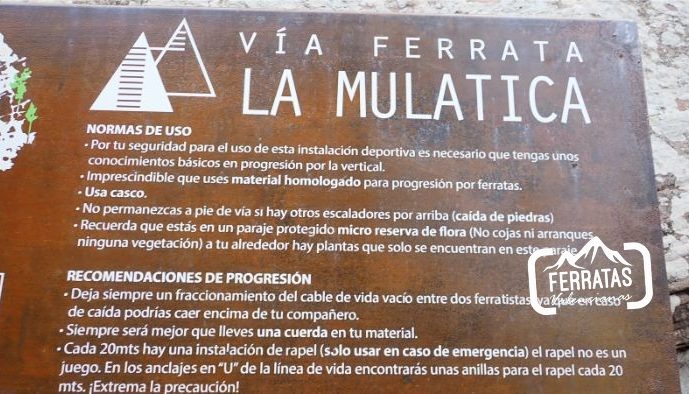 VÍA FERRATA
LA MULATICA
NORMAS DE USO
• Por tu seguridad para el uso de esta instalación deportiva es necesario que tengas unos
conocimientos básicos en progresión por la vertical.
• Imprescindible que uses material homologado para progresión por ferratas.
• Usa casco.
• No permanezcas a pie de vía si hay otros escaladores por arriba (caída de piedras)
• Recuerda que estás en un paraje protegido micro reserva de flora (No cojas ni arranques
ninguna vegetación) a tu alrededor hay plantas que solo se encuentran en este paraje
FERRATAS
Valencianas
RECOMENDACIONES DE PROGRESIÓN
• Deja siempre un fraccionamiento del cable de vida vacío entre dos ferratistas ya que en caso
de caída podrías caer encima de tu compañero.
• Siempre será mejor que lleves una cuerda en tu material.
• Cada 20mts hay una instalación de rapel (solo usar en caso de emergencia) el rapel no es un
juego. En los anclajes en "U" de la línea de vida encontrarás unas anillas para el rapel cada 20
mts. ¡Extrema la precaución!